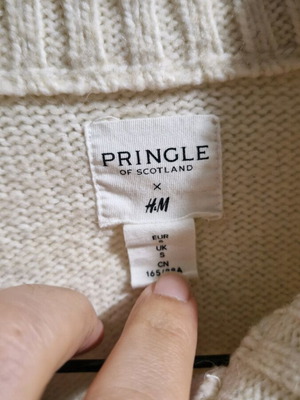 PRINGLE
OF SCOTLAND
×
H&M
EUR
S
UK
S
CN